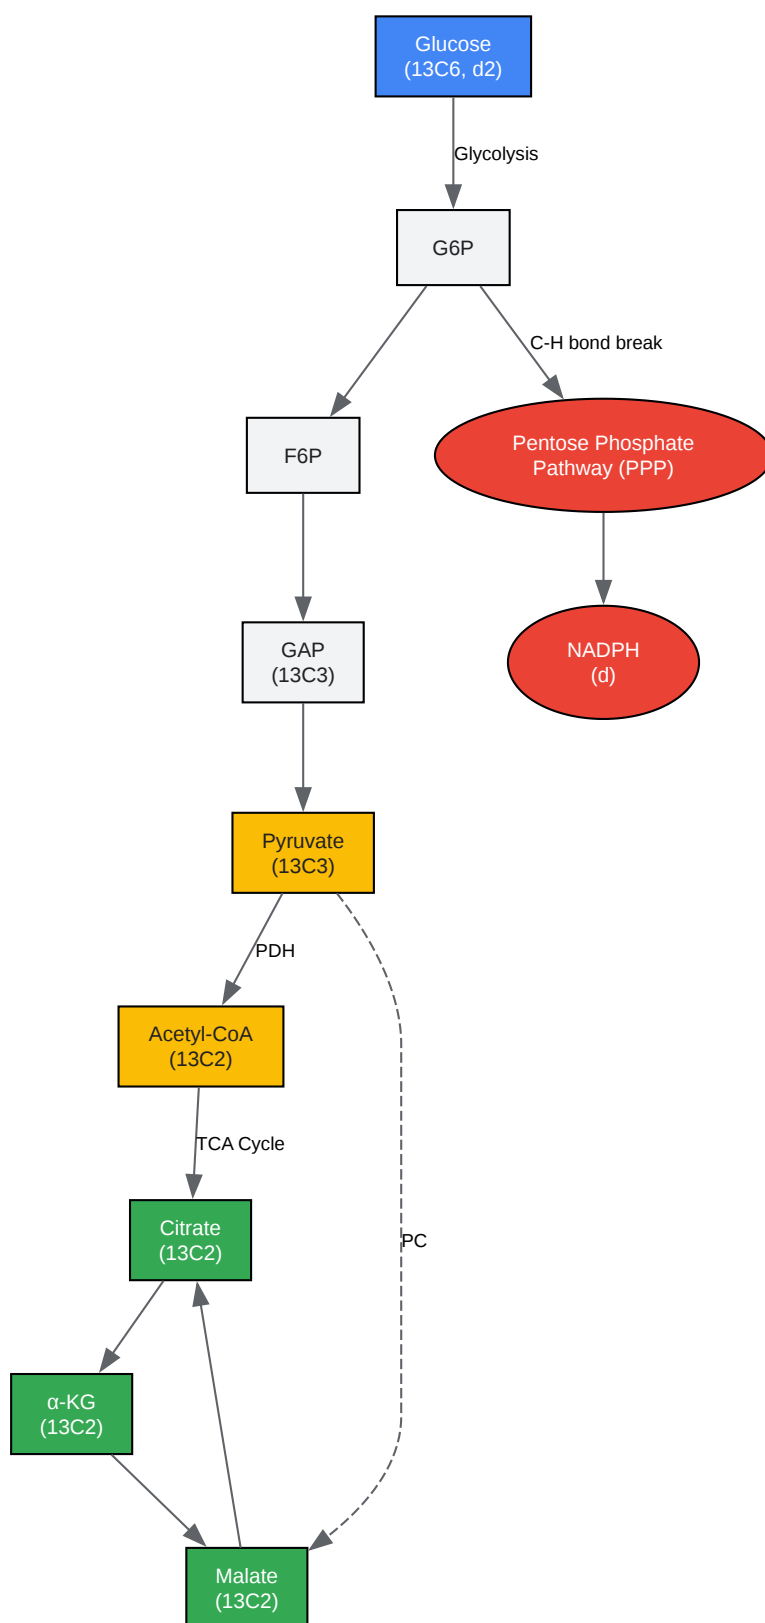 Glucose
(13C6, d2)
Glycolysis
G6P
C-H bond break
F6P
Pentose Phosphate
Pathway (PPP)
GAP
(13C3)
NADPH
(d)
Pyruvate
(13C3)
PDH
Acetyl-CoA
(13C2)
TCA Cycle
Citrate
(13C2)
PC
α-KG
(13C2)
Malate
(13C2)